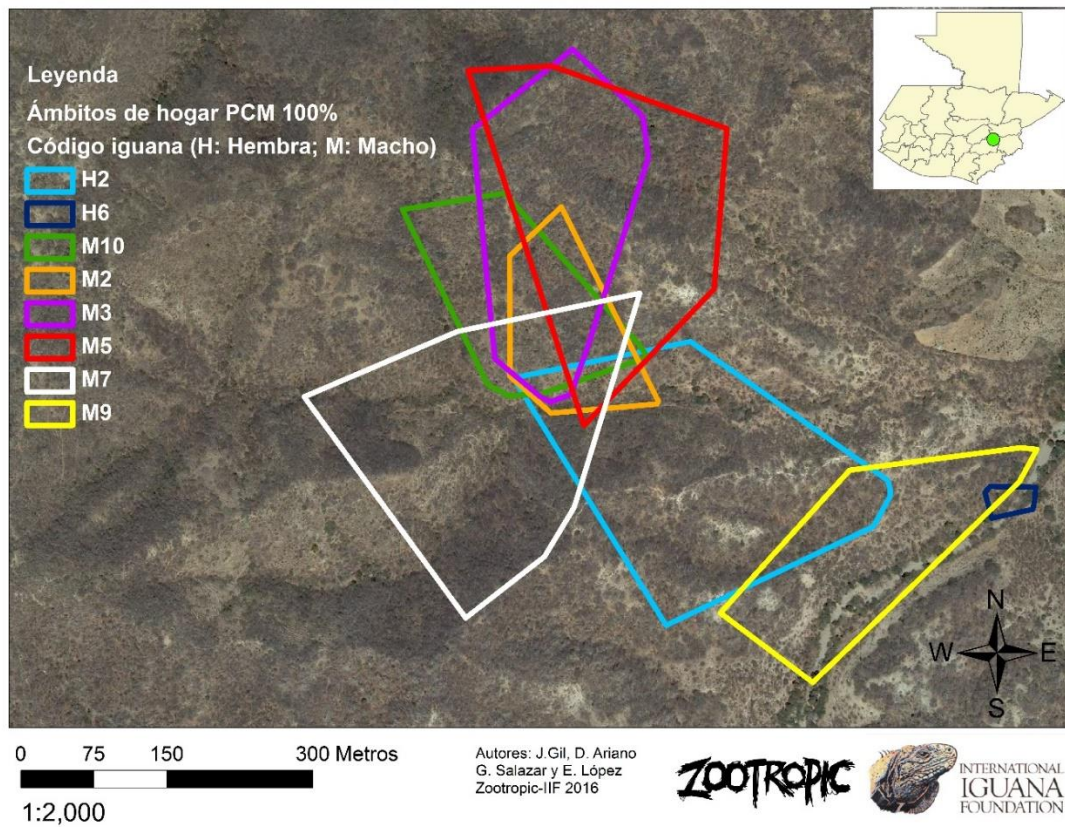 Leyenda
Ámbitos de hogar PCM 100%
Código iguana (H: Hembra; M: Macho)
H2
H6
M10
M2
M3
M5
M7
M9
N
W E
S
0 75 150 300 Metros
1:2,000
Autores: J.Gil, D. Ariano
G. Salazar y E. López
Zootropic-IIF 2016
ZOOTROPIC
INTERNATIONAL
IGUANA
FOUNDATION